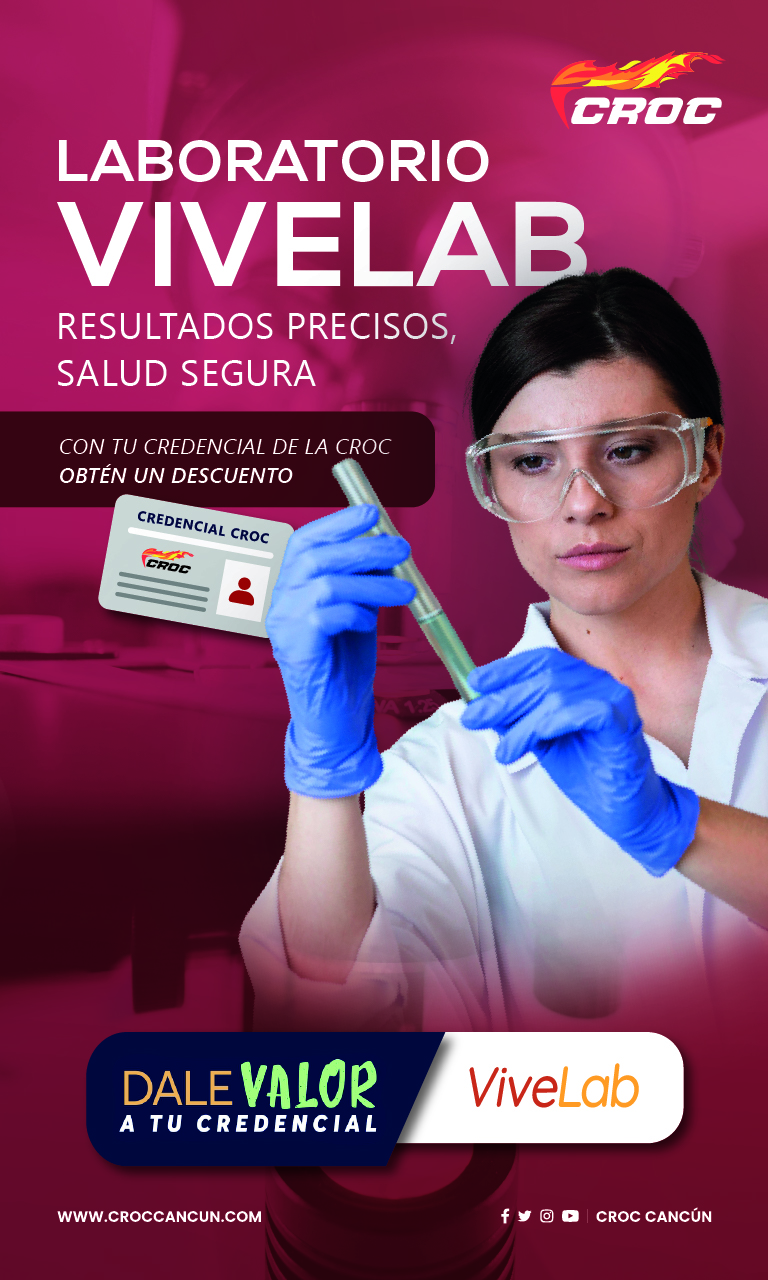 CROC
LABORATORIO
VIVELAB
RESULTADOS PRECISOS,
SALUD SEGURA
CON TU CREDENCIAL DE LA CROC
OBTÉN UN DESCUENTO
CREDENCIAL CROC
CROC
DALE VALOR
A TU CREDENCIAL
ViveLab
WWW.CROCCANCUN.COM
CROC CANCÚN